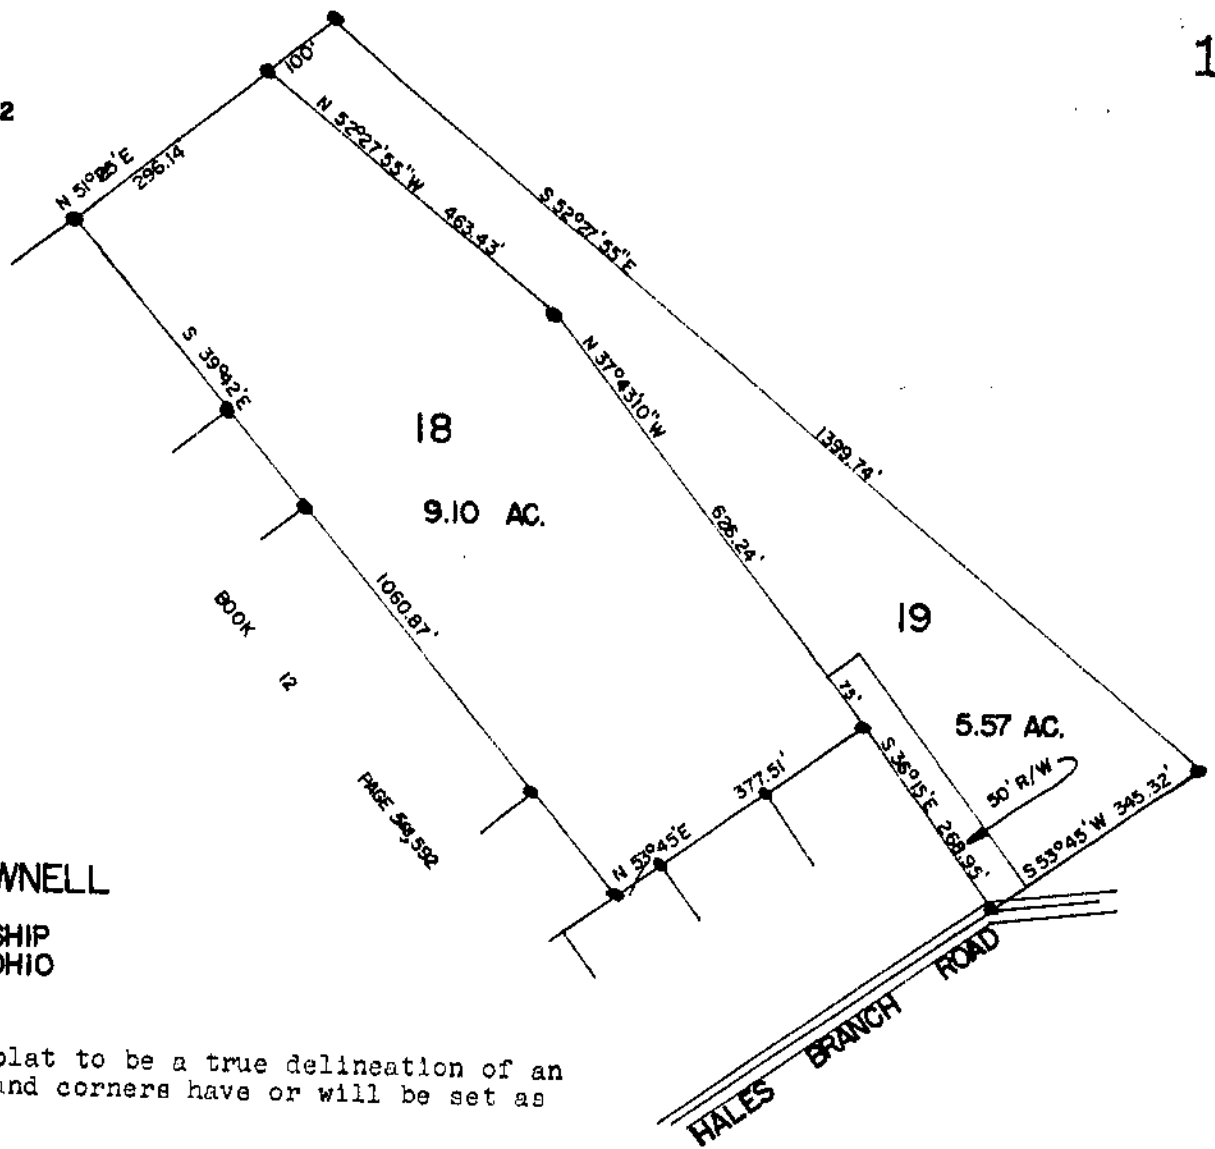 1
2
100'
N 52°27'55"W
463.43'
296.14
S 52°27'55"E
1399.74'
S 39°42'E
1060.87'
N 37°43'10"W
626.24'
18
9.10 AC.
19
5.57 AC.
75'
50' R/W
S 36°15'E 268.95'
S 53°45'W 345.32'
N 53°45'E
377.51'
BOOK 12
PAGE
592
WNELL
SHIP
OHIO
HALES BRANCH ROAD
plat to be a true delineation of an
and corners have or will be set as